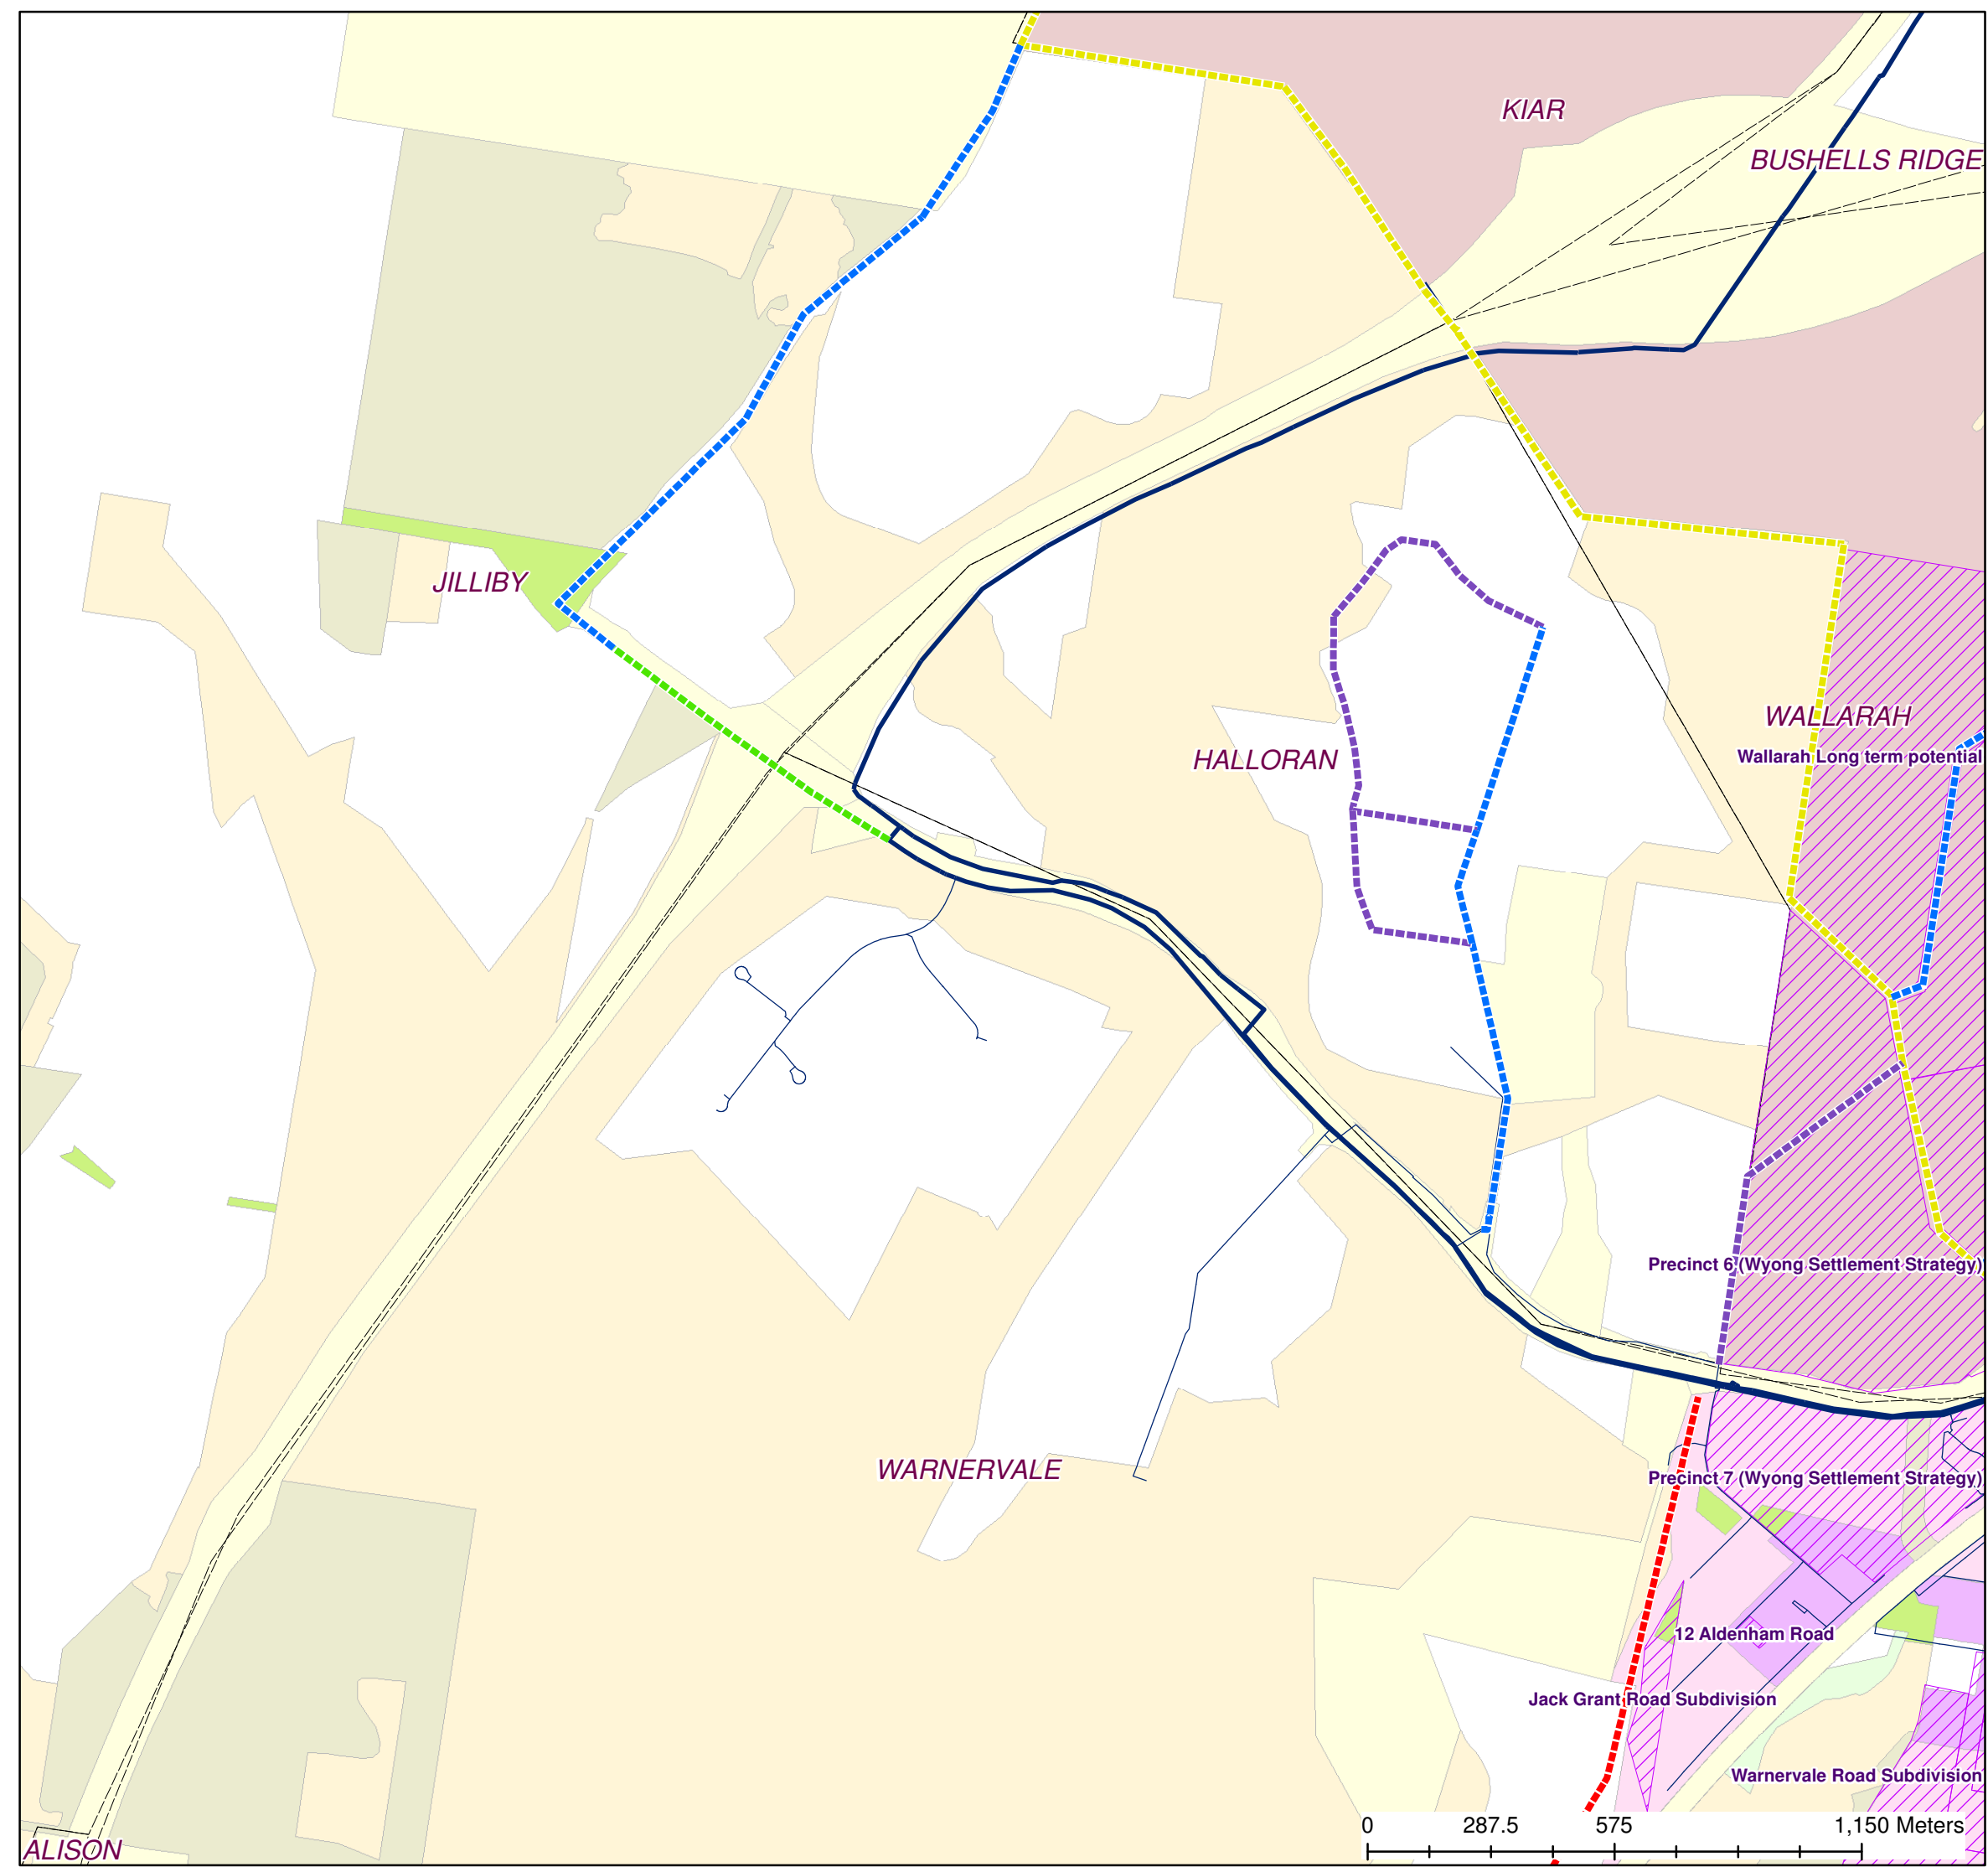 KIAR
BUSHELLS RIDGE
JILLIBY
WALLARAH
HALLORAN
Wallarah Long term potential
Precinct 6 (Wyong Settlement Strategy)
WARNERVALE
Precinct 7 (Wyong Settlement Strategy)
12 Aldenham Road
Jack Grant Road Subdivision
Warnervale Road Subdivision
0 287.5 575 1,150 Meters
ALISON